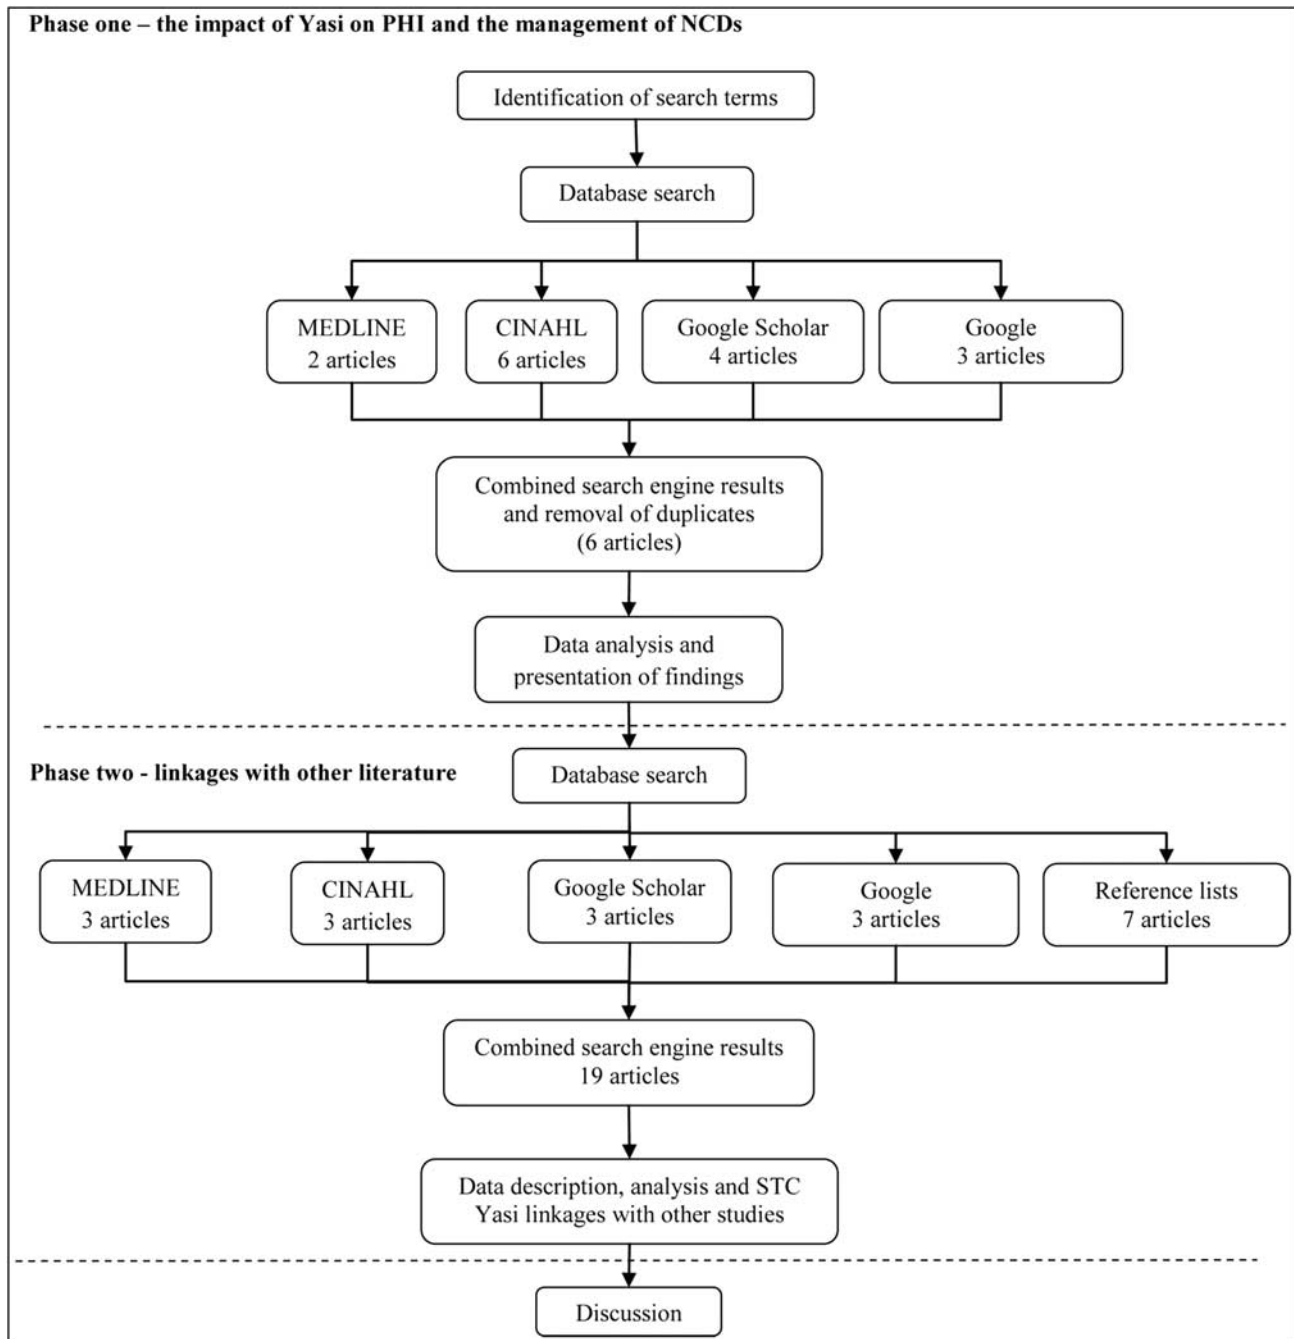 Phase one – the impact of Yasi on PHI and the management of NCDs
Identification of search terms
Database search
MEDLINE
2 articles
CINAHL
6 articles
Google Scholar
4 articles
Google
3 articles
Combined search engine results
and removal of duplicates
(6 articles)
Data analysis and
presentation of findings
Phase two - linkages with other literature
Database search
MEDLINE
3 articles
CINAHL
3 articles
Google Scholar
3 articles
Google
3 articles
Reference lists
7 articles
Combined search engine results
19 articles
Data description, analysis and STC
Yasi linkages with other studies
Discussion